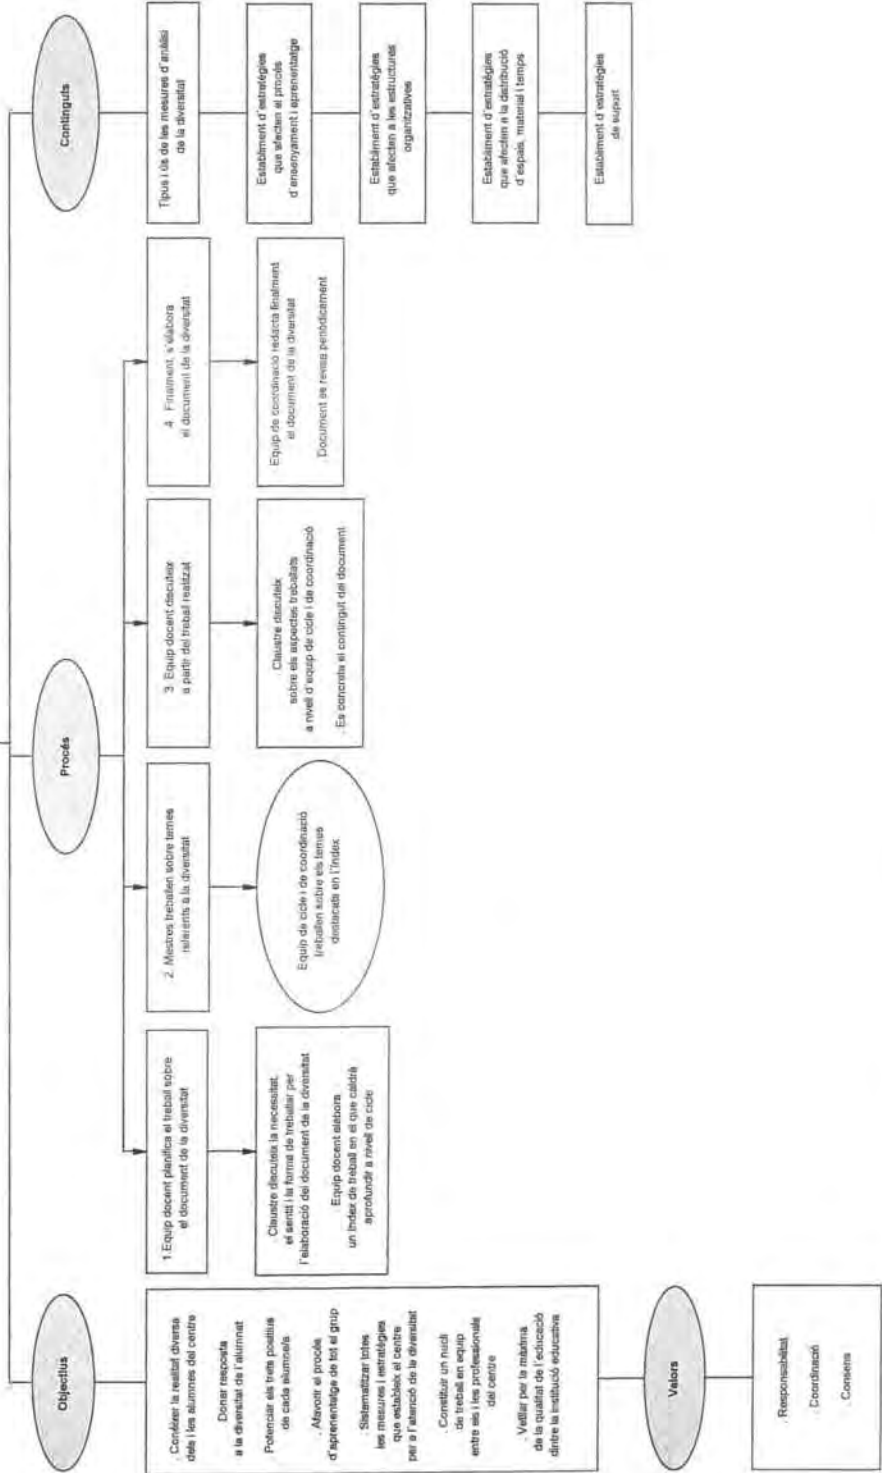 Objectius
. Conèixer la realitat diversa
dels i les alumnes del centre
. Donar resposta
a la diversitat de l'alumnat
Potenciar els trets positius
de cada alumne/a
. Afavorir el procés
d'aprenentatge de tot el grup
. Sistematitzar totes
les mesures i estratègies
que estableix el centre
per a l'atenció de la diversitat
. Constituir un nucli
de treball en equip
entre els i les professionals
del centre
. Vetllar per la màxima
de la qualitat de l'educació
dintre la institució educativa
Valors
. Responsabilitat
. Coordinació
. Consens
Procés
1. Equip docent planifica el treball sobre
el document de la diversitat
. Claustre discuteix la necessitat,
el sentit i la forma de treballar per
l'elaboració del document de la diversitat
. Equip docent elabora
un índex de treball en el que caldrà
aprofundir a nivell de cicle
2. Mestres treballen sobre temes
referents a la diversitat
Equip de cicle i de coordinació
treballen sobre els temes
destacats en l'índex
3. Equip docent discuteix
a partir del treball realitzat
Claustre discuteix
sobre els aspectes treballats
a nivell d'equip de cicle i de coordinació
. Es concreta el contingut del document
4. Finalment, s'elabora
el document de la diversitat
. Equip de coordinació redacta finalment
el document de la diversitat
. Document es revisa periòdicament
Continguts
Tipus i ús de les mesures d'anàlisi
de la diversitat
Establiment d'estratègies
que afecten el procés
d'ensenyament i aprenentatge
Establiment d'estratègies
que afecten a les estructures
organitzatives
Establiment d'estratègies
que afecten a la distribució
d'espais, material i temps
Establiment d'estratègies
de suport